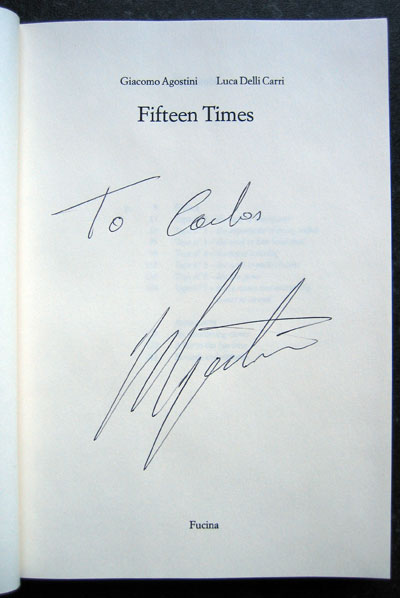 Giacomo Agostini Luca Delli Carri
Fifteen Times
To Carlos
Fucina